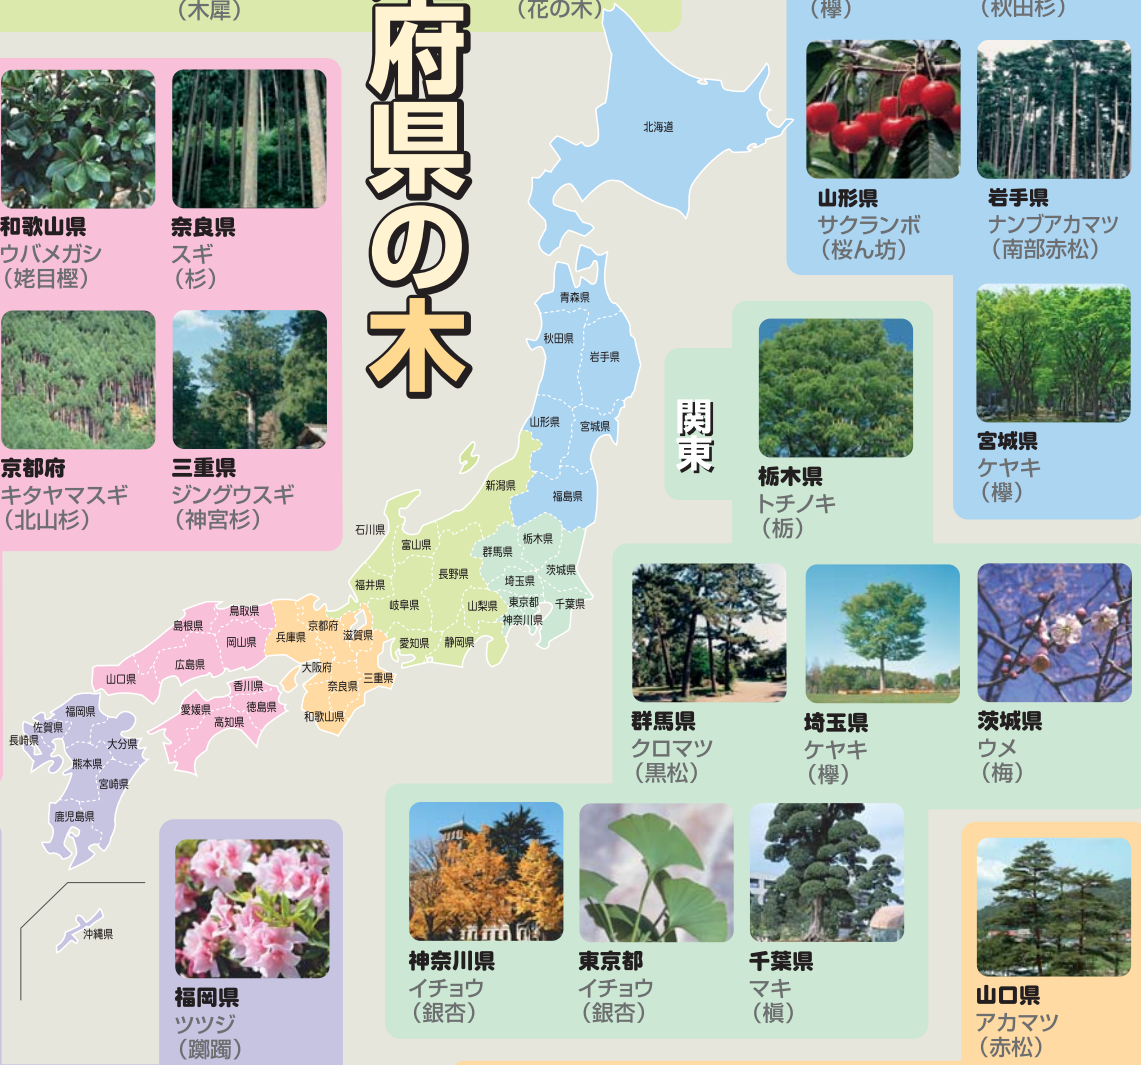 （木犀）
（花の木）
（欅）
（秋田杉）
府県の木
和歌山県
ウバメガシ
（姥目樫）
奈良県
スギ
（杉）
京都府
キタヤマスギ
（北山杉）
三重県
ジングウスギ
（神宮杉）
山形県
サクランボ
（桜ん坊）
岩手県
ナンブアカマツ
（南部赤松）
宮城県
ケヤキ
（欅）
関東
栃木県
トチノキ
（栃）
群馬県
クロマツ
（黒松）
埼玉県
ケヤキ
（欅）
茨城県
ウメ
（梅）
神奈川県
イチョウ
（銀杏）
東京都
イチョウ
（銀杏）
千葉県
マキ
（槇）
福岡県
ツツジ
（躑躅）
山口県
アカマツ
（赤松）
北海道
青森県
秋田県
岩手県
山形県
宮城県
新潟県
福島県
石川県
富山県
群馬県
栃木県
長野県
埼玉県
茨城県
福井県
岐阜県
山梨県
東京都
千葉県
神奈川県
愛知県
静岡県
鳥取県
島根県
岡山県
兵庫県
京都府
滋賀県
広島県
山口県
大阪府
奈良県
三重県
和歌山県
香川県
徳島県
愛媛県
高知県
福岡県
佐賀県
長崎県
大分県
熊本県
宮崎県
鹿児島県
沖縄県